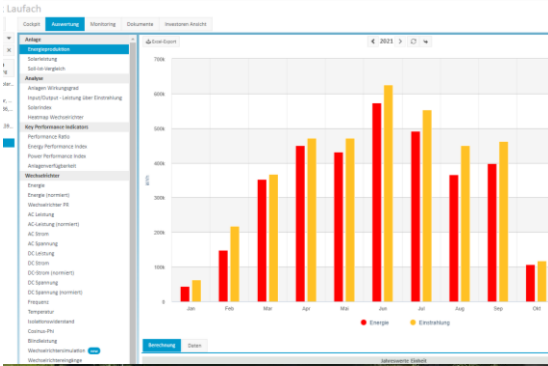 Laufach
Cockpit Auswertung Monitoring Dokumente Investoren Ansicht
Anlage
Energieproduktion
Solarleistung
Soll-Ist-Vergleich
Analyse
Anlagen Wirkungsgrad
Input/Output - Leistung über Einstrahlung
Solarindex
Heatmap Wechselrichter
Key Performance Indicators
Performance Ratio
Energy Performance Index
Power Performance Index
Anlagenverfügbarkeit
Wechselrichter
Energie
Energie (normiert)
Wechselrichter PR
AC Leistung
AC-Leistung (normiert)
AC Strom
AC Spannung
DC Leistung
DC Strom
DC-Strom (normiert)
DC Spannung
DC Spannung (normiert)
Frequenz
Temperatur
Isolationswiderstand
Cosinus-Phi
Blindleistung
Wechselrichtersimulation
Wechselrichtereingänge
Excel-Export
2021
700k
600k
500k
400k
300k
200k
100k
0
kWh
Jan Feb Mar Apr Mai Jun Jul Aug Sep Okt
Energie Einstrahlung
Berechnung Daten
Jahreswerte Einheit